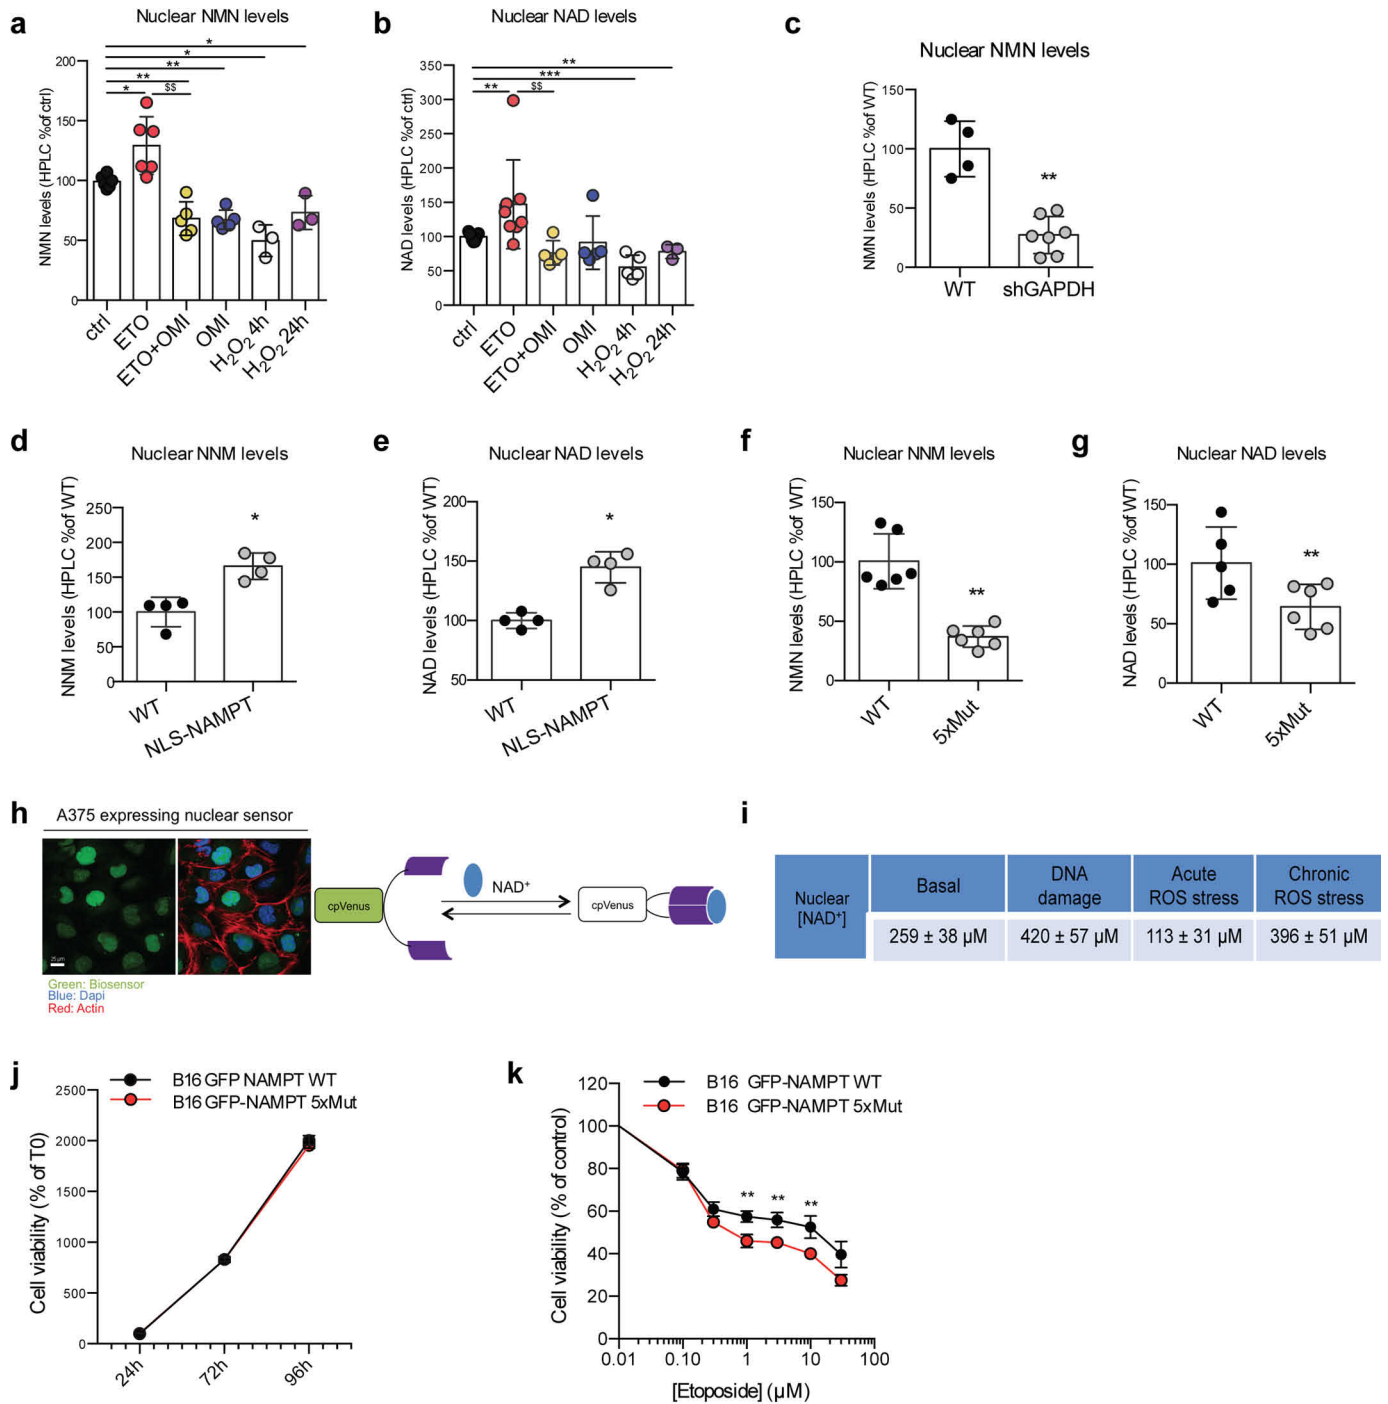 a
Nuclear NMN levels
NMN levels (HPLC %of ctrl)
200
150
100
50
0
*
*
**
**
*
$$
ctrl
ETO
ETO+OMI
OMI
H₂O₂ 4h
H₂O₂ 24h
b
Nuclear NAD levels
NAD levels (HPLC %of ctrl)
350
300
250
200
150
100
50
0
**
***
**
$$
ctrl
ETO
ETO+OMI
OMI
H₂O₂ 4h
H₂O₂ 24h
c
Nuclear NMN levels
NMN levels (HPLC %of WT)
150
100
50
0
**
WT
shGAPDH
d
Nuclear NNM levels
NNM levels (HPLC %of WT)
250
200
150
100
50
0
*
WT
NLS-NAMPT
e
Nuclear NAD levels
NAD levels (HPLC %of WT)
200
150
100
50
*
WT
NLS-NAMPT
f
Nuclear NNM levels
NMN levels (HPLC %of WT)
150
100
50
0
**
WT
5xMut
g
Nuclear NAD levels
NAD levels (HPLC %of WT)
150
100
50
0
**
WT
5xMut
h
A375 expressing nuclear sensor
25 µm
Green: Biosensor
Blue: Dapi
Red: Actin
cpVenus
NAD⁺
cpVenus
i
Nuclear
[NAD⁺]
Basal
DNA
damage
Acute
ROS stress
Chronic
ROS stress
259 ± 38 µM
420 ± 57 µM
113 ± 31 µM
396 ± 51 µM
j
B16 GFP NAMPT WT
B16 GFP-NAMPT 5xMut
Cell viability (% of T0)
2500
2000
1500
1000
500
0
24h
72h
96h
k
B16 GFP-NAMPT WT
B16 GFP-NAMPT 5xMut
Cell viability (% of control)
120
100
80
60
40
20
0
**
**
**
0.01
0.10
1
10
100
[Etoposide] (µM)